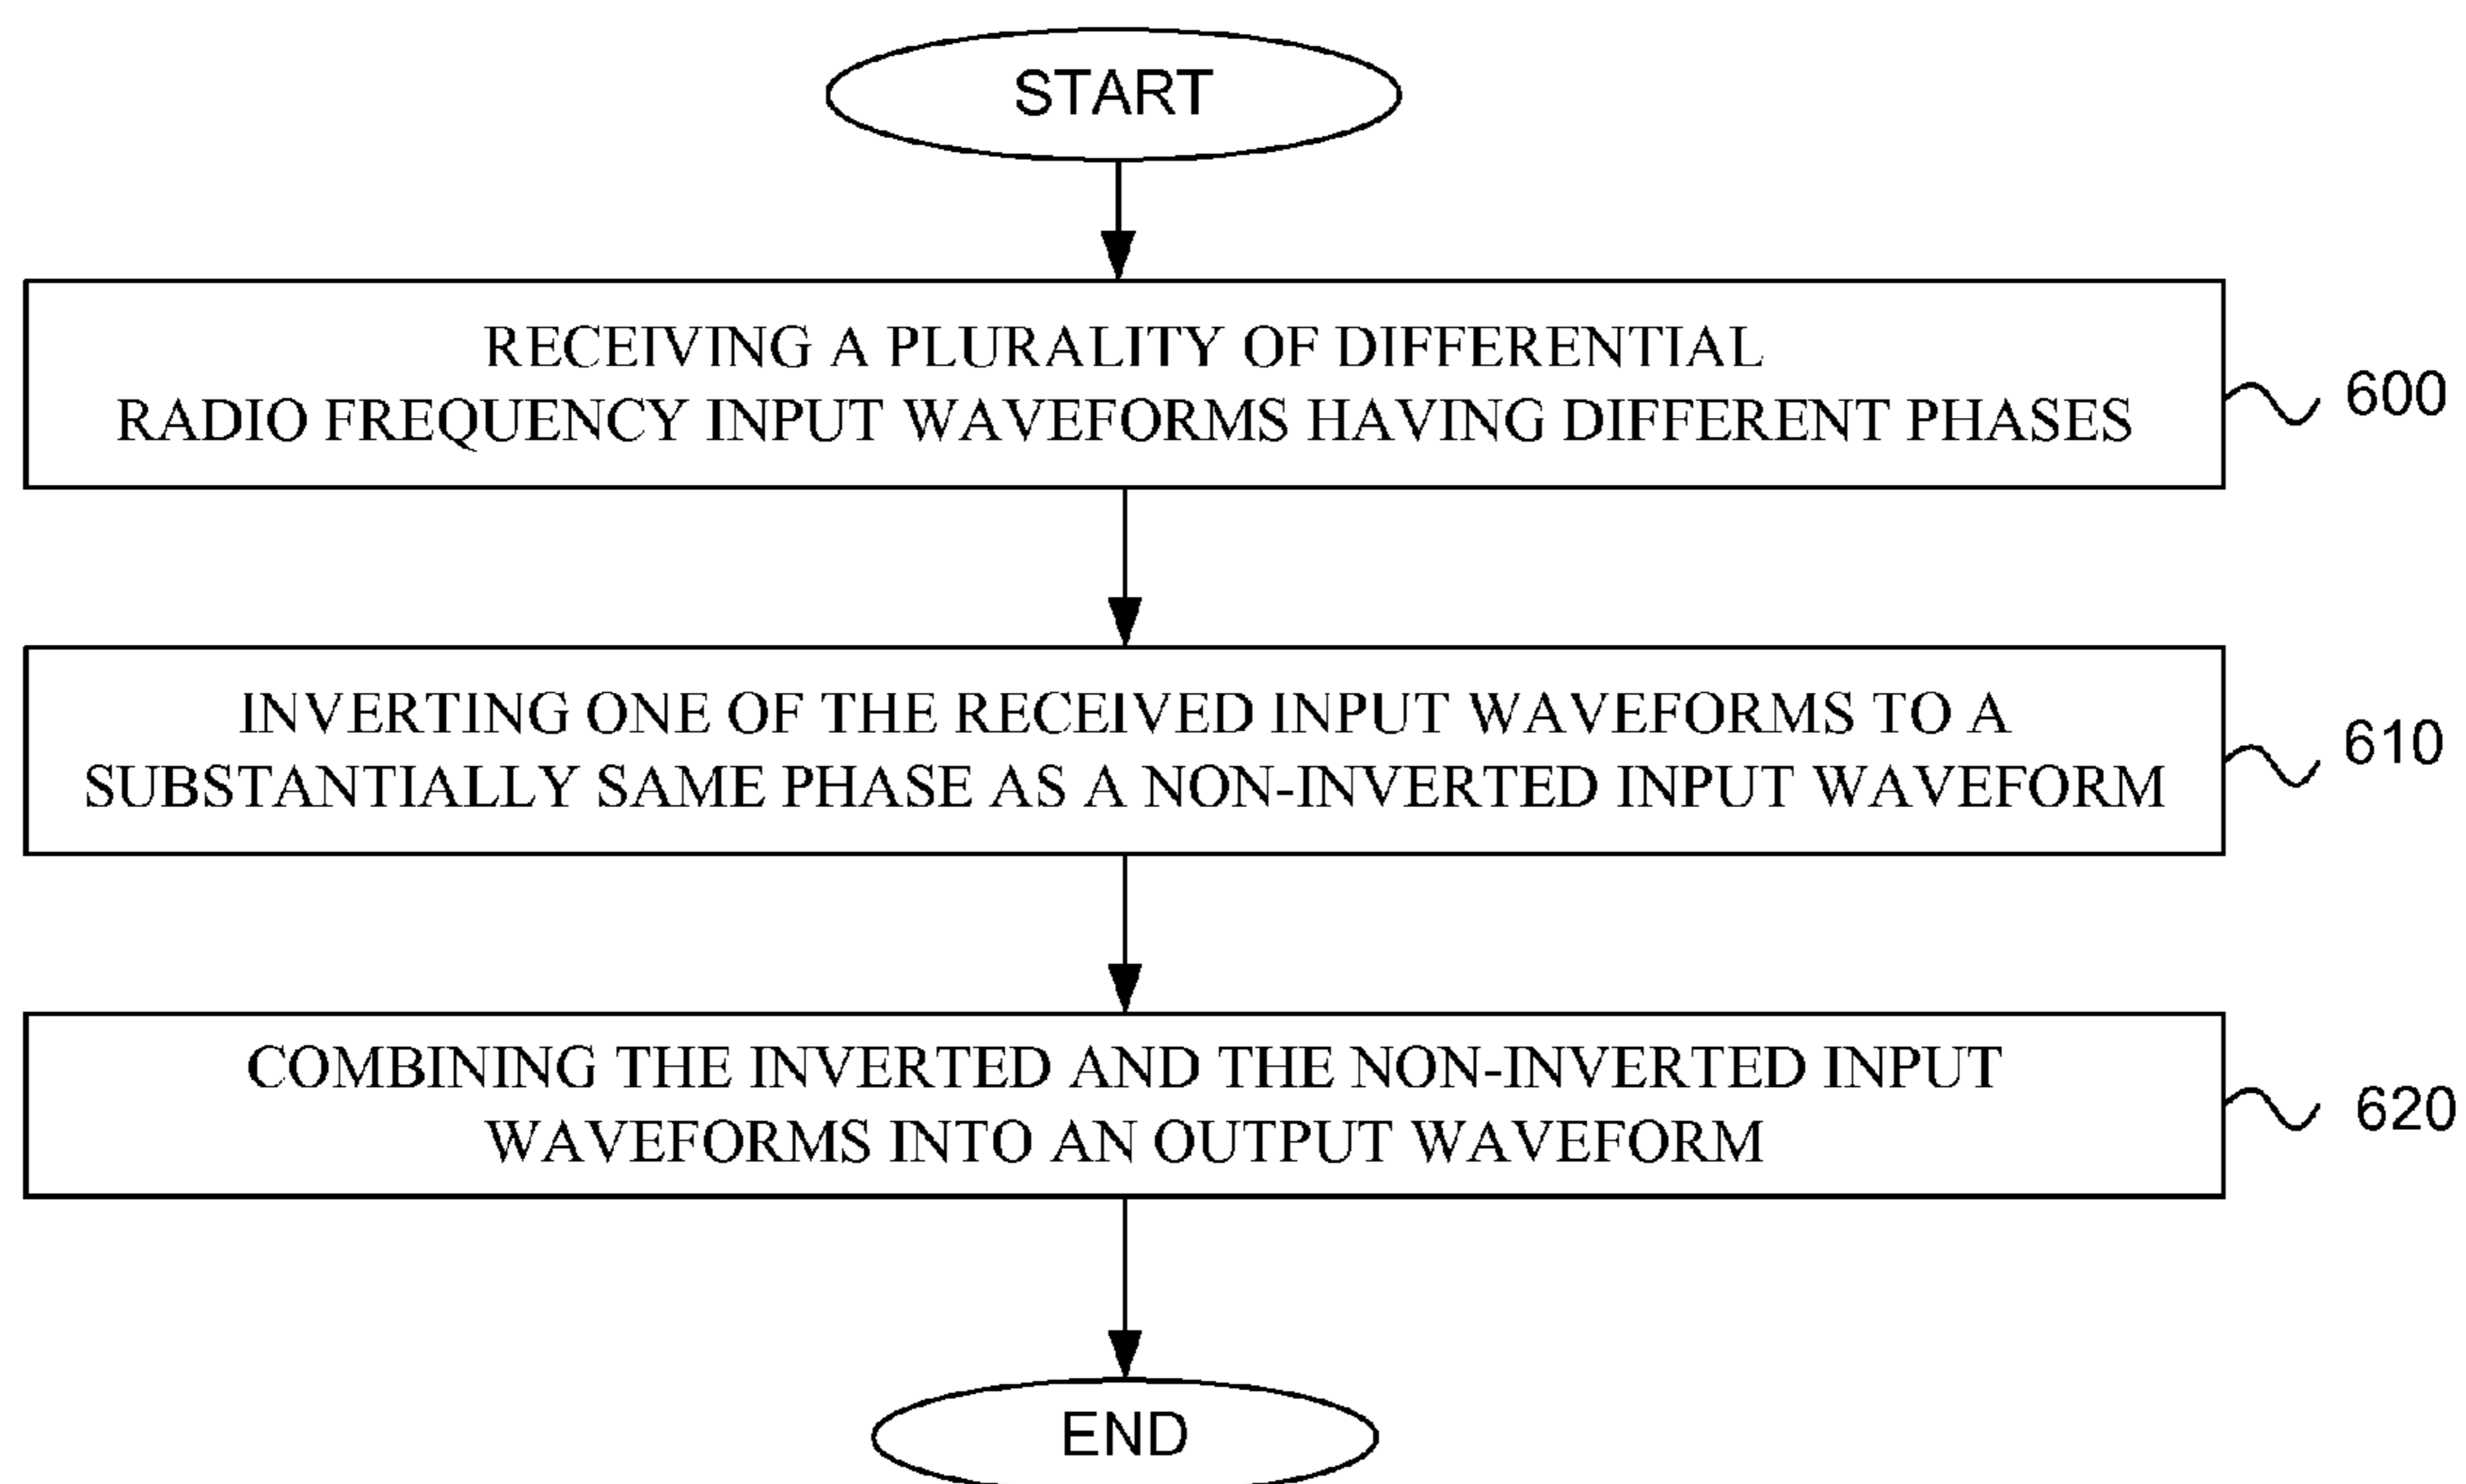 START
RECEIVING A PLURALITY OF DIFFERENTIAL
RADIO FREQUENCY INPUT WAVEFORMS HAVING DIFFERENT PHASES
600
INVERTING ONE OF THE RECEIVED INPUT WAVEFORMS TO A
SUBSTANTIALLY SAME PHASE AS A NON-INVERTED INPUT WAVEFORM
610
COMBINING THE INVERTED AND THE NON-INVERTED INPUT
WAVEFORMS INTO AN OUTPUT WAVEFORM
620
END